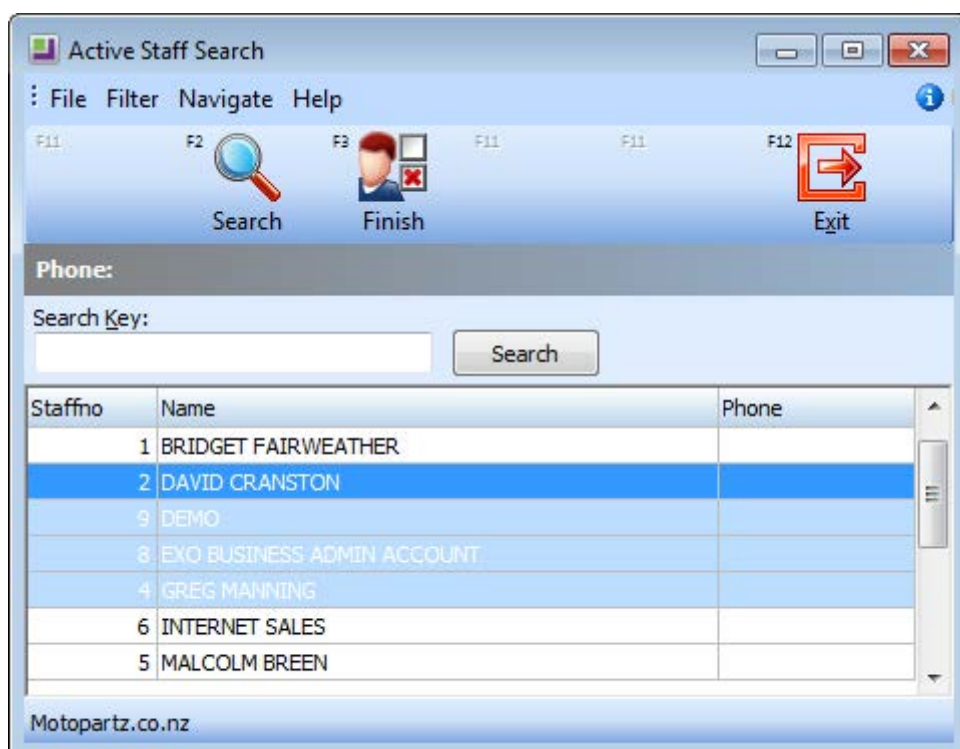 Active Staff Search
File Filter Navigate Help
F11 F2 F3 F11 F11 F12
Search Finish Exit
Phone:
Search Key:
Search
Staffno Name Phone
1 BRIDGET FAIRWEATHER
2 DAVID CRANSTON
9 DEMO
8 EXO BUSINESS ADMIN ACCOUNT
4 GREG MANNING
6 INTERNET SALES
5 MALCOLM BREEN
Motopartz.co.nz